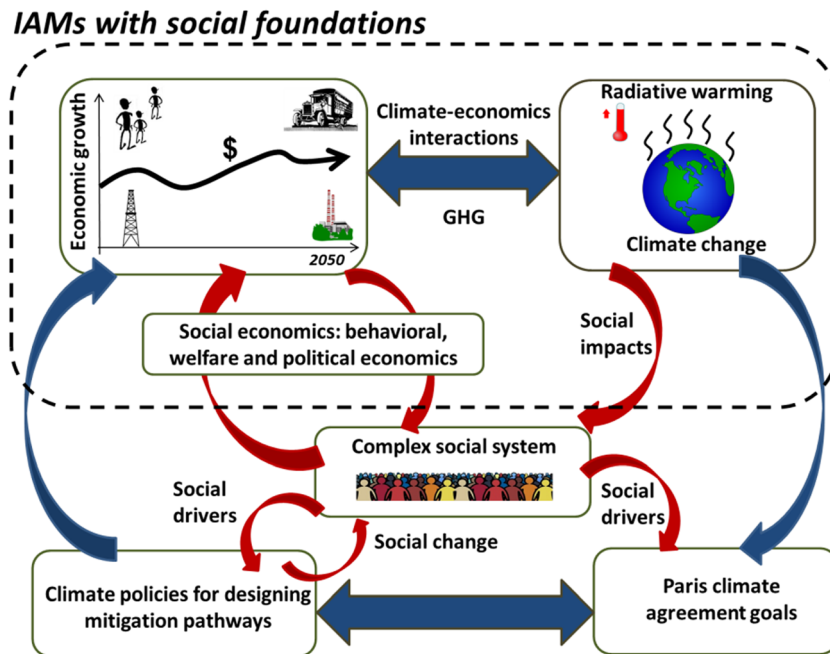 IAMs with social foundations
Economic growth
$
2050
Climate-economics
interactions
GHG
Radiative warming
Climate change
Social economics: behavioral,
welfare and political economics
Social
impacts
Complex social system
Social
drivers
Social change
Social
drivers
Climate policies for designing
mitigation pathways
Paris climate
agreement goals